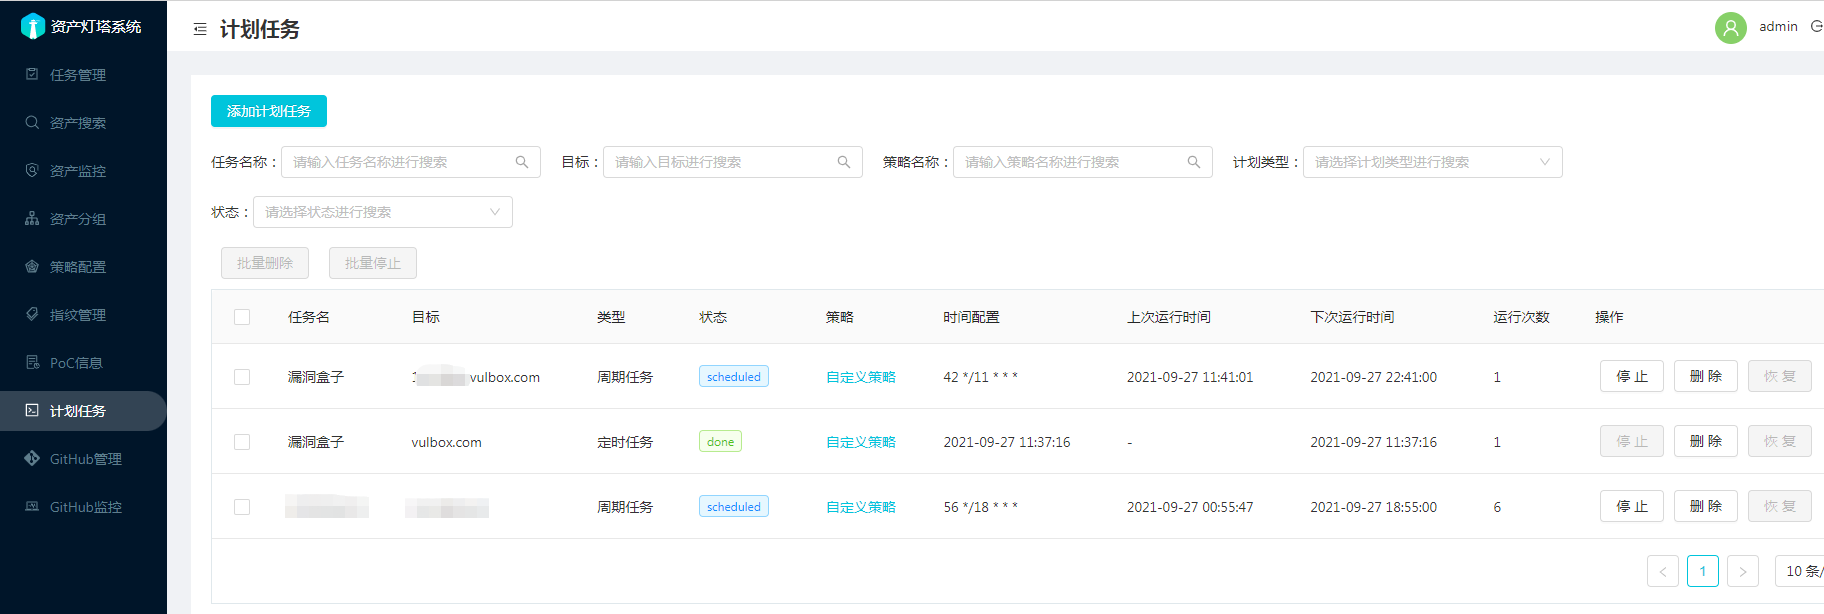 资产灯塔系统
计划任务
admin
任务管理
资产搜索
资产监控
资产分组
策略配置
指纹管理
PoC信息
计划任务
GitHub管理
GitHub监控
添加计划任务
任务名称： 请输入任务名称进行搜索 目标： 请输入目标进行搜索 策略名称： 请输入策略名称进行搜索 计划类型： 请选择计划类型进行搜索
状态： 请选择状态进行搜索
批量删除 批量停止
任务名 目标 类型 状态 策略 时间配置 上次运行时间 下次运行时间 运行次数 操作
漏洞盒子 vulbox.com 周期任务 scheduled 自定义策略 42 */11 * * * 2021-09-27 11:41:01 2021-09-27 22:41:00 1 停 止 删 除 恢 复
漏洞盒子 vulbox.com 定时任务 done 自定义策略 2021-09-27 11:37:16 - 2021-09-27 11:37:16 1 停 止 删 除 恢 复
周期任务 scheduled 自定义策略 56 */18 * * * 2021-09-27 00:55:47 2021-09-27 18:55:00 6 停 止 删 除 恢 复
< 1 > 10 条/